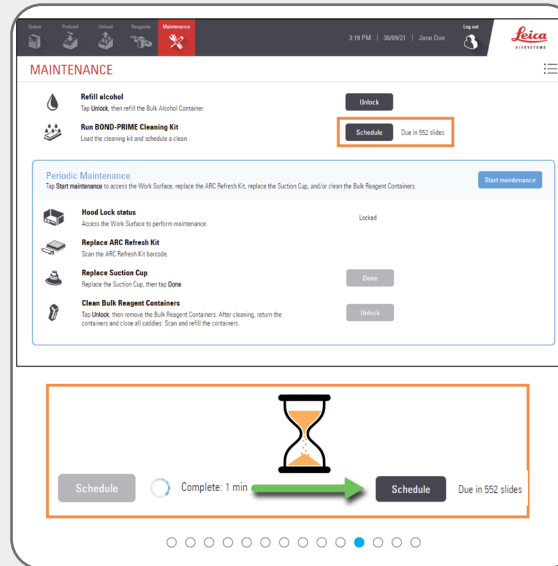 Status Preload Unload Reagents Maintenance
3:19 PM | 30/09/21 | Jane Doe
Log out
Leica
BIOSYSTEMS
MAINTENANCE
Refill alcohol
Tap Unlock, then refill the Bulk Alcohol Container.
Unlock
Run BOND-PRIME Cleaning Kit
Load the cleaning kit and schedule a clean.
Schedule Due in 552 slides
Periodic Maintenance
Tap Start maintenance to access the Work Surface, replace the ARC Refresh Kit, replace the Suction Cup, and/or clean the Bulk Reagent Containers.
Start maintenance
Hood Lock status
Access the Work Surface to perform maintenance.
Locked
Replace ARC Refresh Kit
Scan the ARC Refresh Kit barcode.
Replace Suction Cup
Replace the Suction Cup, then tap Done
Done
Clean Bulk Reagent Containers
Tap Unlock, then remove the Bulk Reagent Containers. After cleaning, return the
containers and close all caddies. Scan and refill the containers.
Unlock
Schedule Complete: 1 min Schedule Due in 552 slides